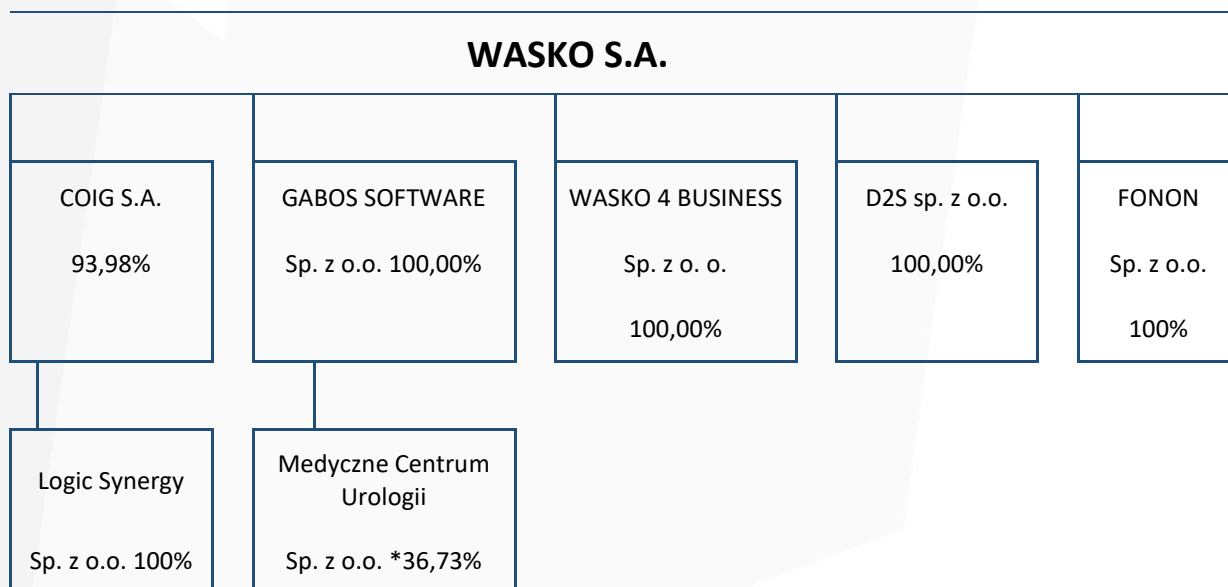 WASKO S.A.
COIG S.A.
93,98%
GABOS SOFTWARE
Sp. z o.o. 100,00%
WASKO 4 BUSINESS
Sp. z o. o.
100,00%
D2S sp. z o.o.
100,00%
FONON
Sp. z o.o.
100%
Logic Synergy
Sp. z o.o. 100%
Medyczne Centrum
Urologii
Sp. z o.o. *36,73%